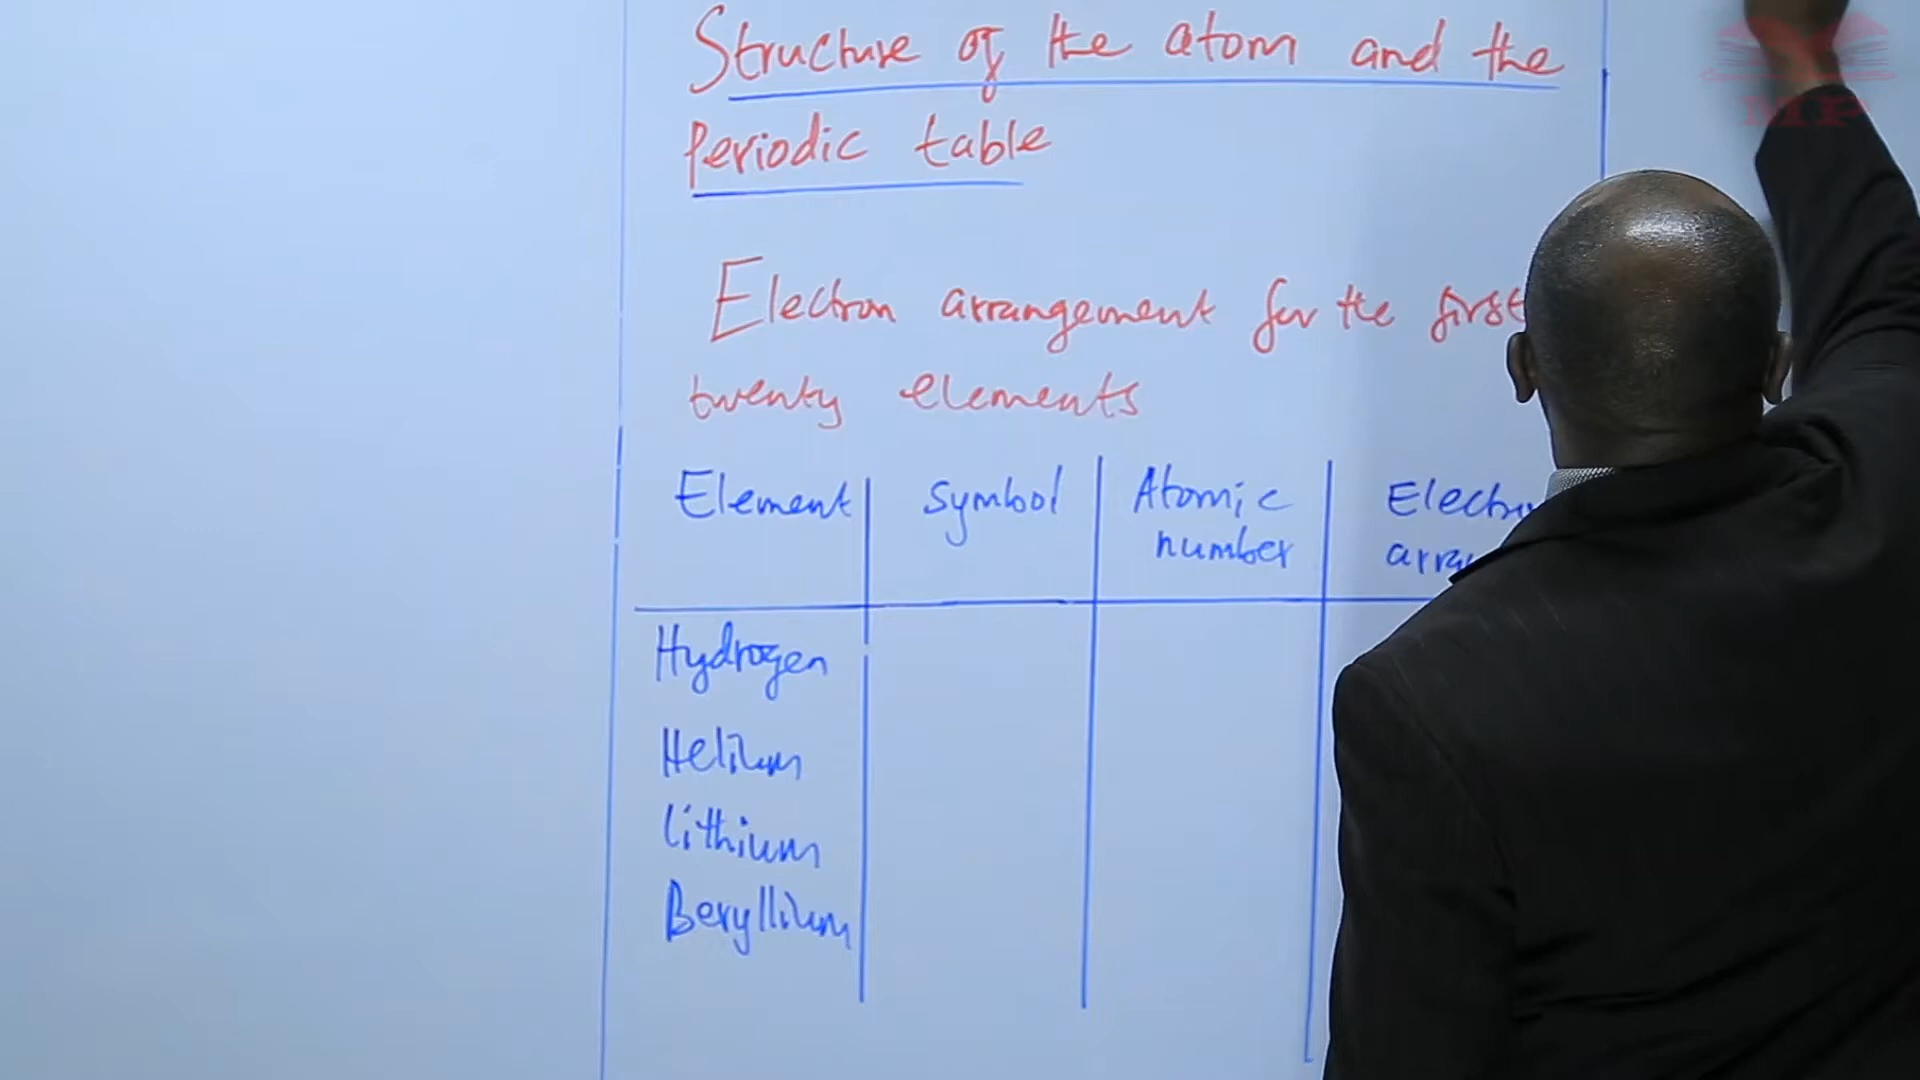 Structure of the atom and the
Periodic table
Electron arrangement for the first
twenty elements
Element symbol Atomic number
Hydrogen
Helium
Lithium
Beryllium
MP